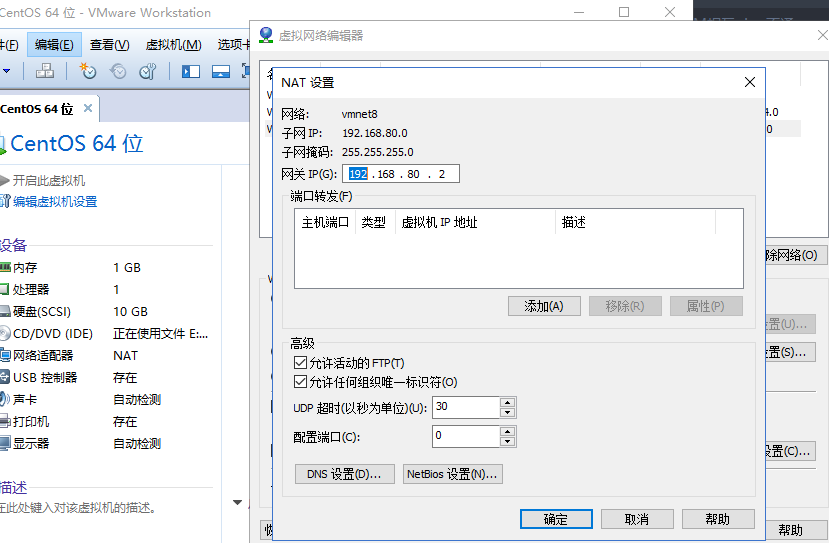 CentOS 64 位 - VMware Workstation
件(F) 编辑(E) 查看(V) 虚拟机(M) 选项卡
CentOS 64 位
CentOS 64 位
开启此虚拟机
编辑虚拟机设置
设备
内存 1 GB
处理器 1
硬盘(SCSI) 10 GB
CD/DVD (IDE) 正在使用文件 E:...
网络适配器 NAT
USB 控制器 存在
声卡 自动检测
打印机 存在
显示器 自动检测
描述
在此处键入对该虚拟机的描述。
虚拟网络编辑器
4.0
0
除网络(O)
置(U)...
设置(S)...
设置(C)...
帮助
NAT 设置
网络: vmnet8
子网 IP: 192.168.80.0
子网掩码: 255.255.255.0
网关 IP(G): 192 . 168 . 80 . 2
端口转发(F)
主机端口 类型 虚拟机 IP 地址 描述
添加(A) 移除(R) 属性(P)
高级
允许活动的 FTP(T)
允许任何组织唯一标识符(O)
UDP 超时(以秒为单位)(U): 30
配置端口(C): 0
DNS 设置(D)... NetBios 设置(N)...
确定 取消 帮助